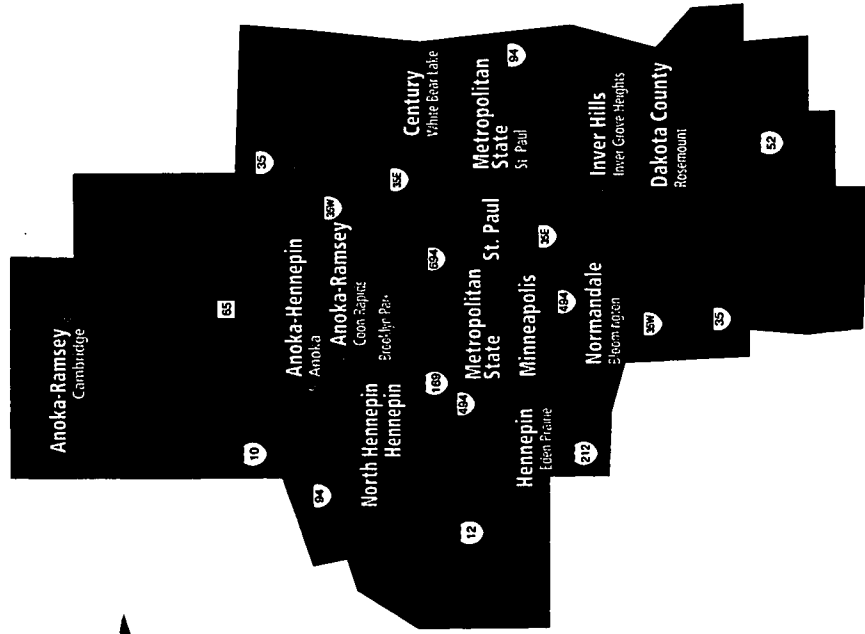 Anoka-Ramsey
Cambridge
65
10
35
Anoka-Hennepin
Anoka
94
35W
Anoka-Ramsey
Coon Rapids
North Hennepin
Brooklyn Park
Hennepin
35E
Century
White Bear Lake
169
694
494
12
Metropolitan
State
St. Paul
Metropolitan
State
St. Paul
94
Hennepin
Eden Prairie
Minneapolis
35E
494
212
Normandale
Bloomington
Inver Hills
Inver Grove Heights
35W
Dakota County
Rosemount
35
52